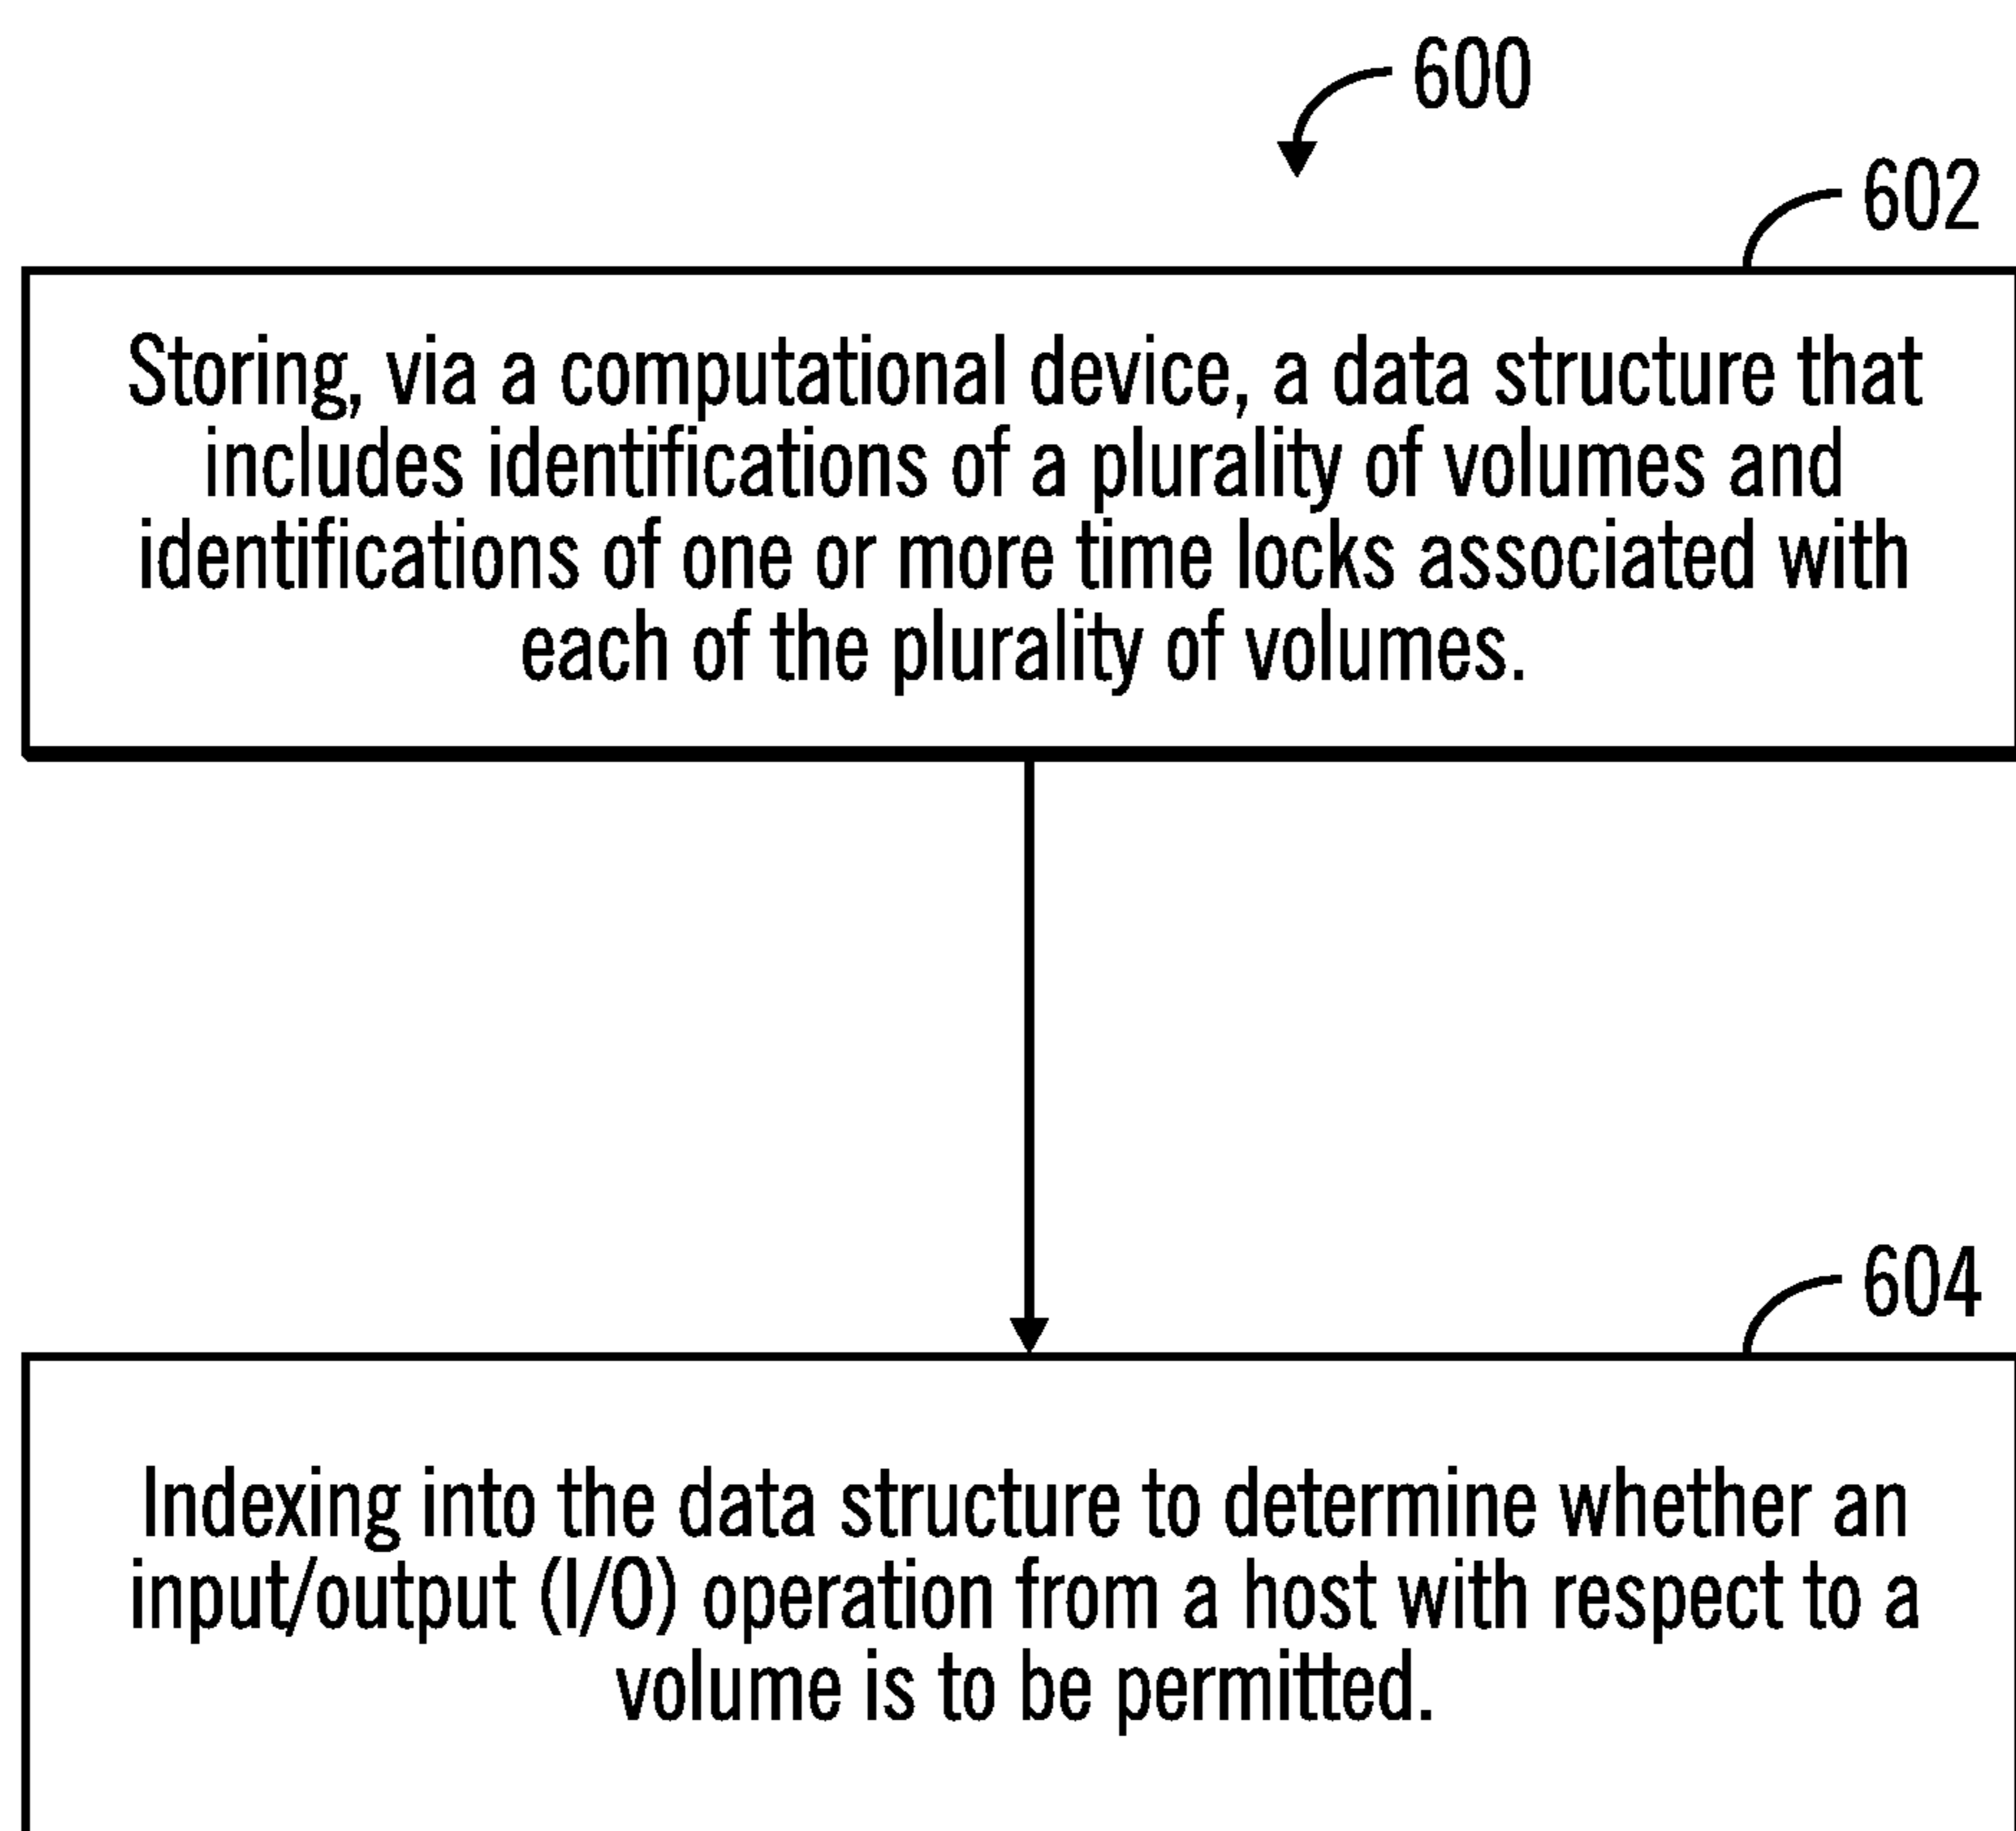 600
602
Storing, via a computational device, a data structure that
includes identifications of a plurality of volumes and
identifications of one or more time locks associated with
each of the plurality of volumes.
604
Indexing into the data structure to determine whether an
input/output (I/O) operation from a host with respect to a
volume is to be permitted.